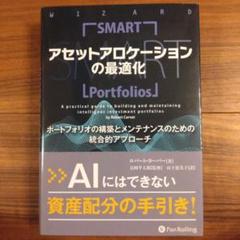 WIZARD
SMART
アセットアロケーション
の最適化
Portfolios
A practical guide to building and maintaining
intelligent investment portfolios
by Robert Carver
ポートフォリオの構築とメンテナンスのための
統合的アプローチ
ロバート・カーバー[著]
>> AIにはできない
資産配分の手引き!
Pan Rolling